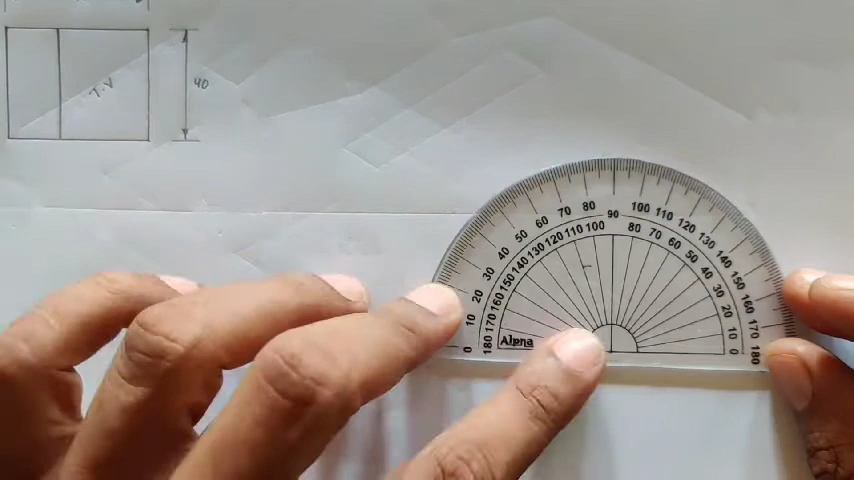 T.V
40
0 10 20 30 40 50 60 70 80 90 100 110 120 130 140 150 160 170 180
180 170 160 150 140 130 120 110 100 80 70 60 50 40 30 20 10 0
Alpha